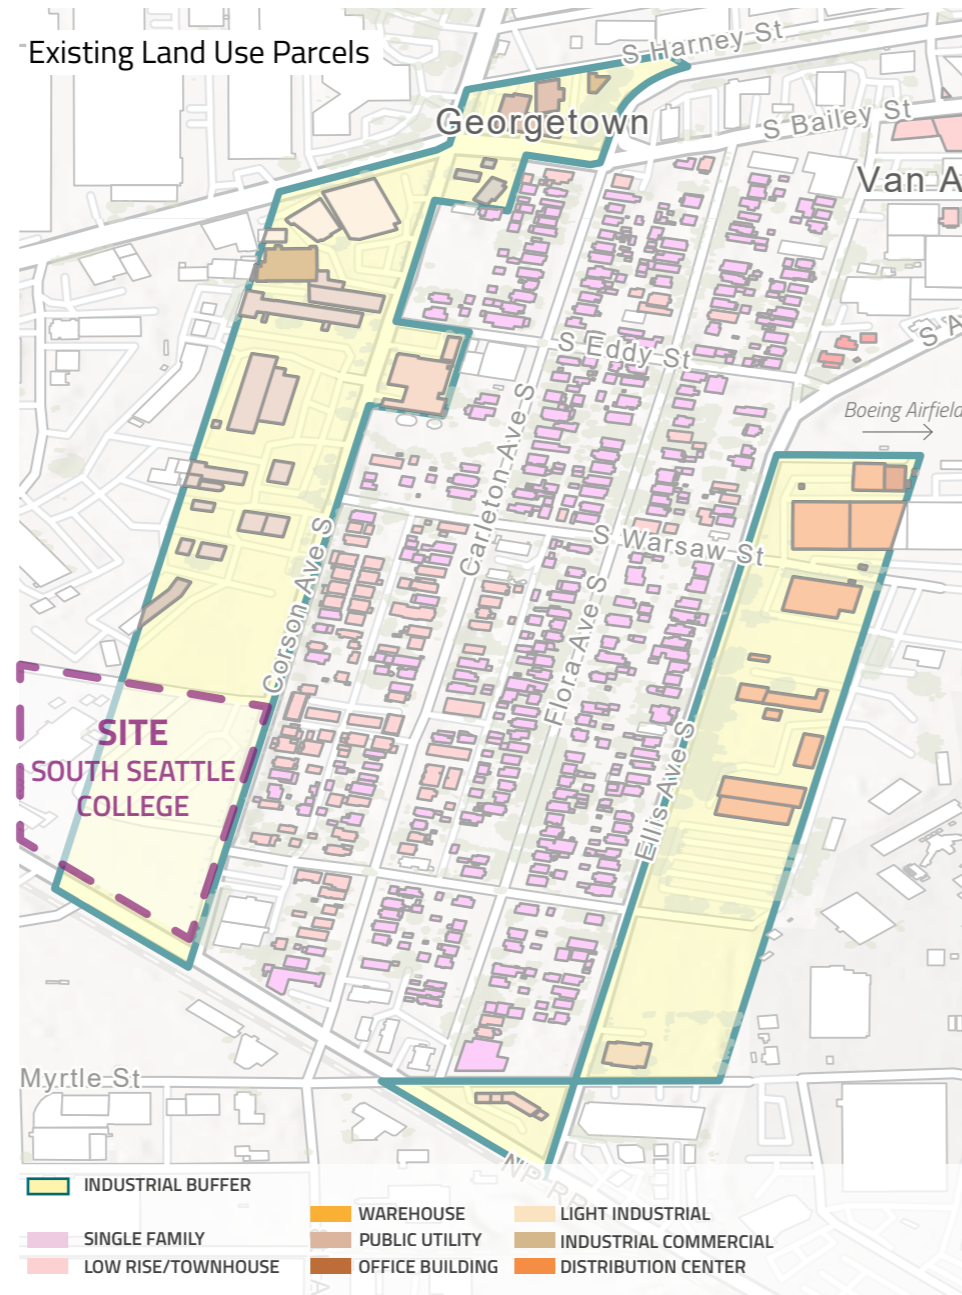 Existing Land Use Parcels
S Harney St
Georgetown
S Bailey St
Van A
S Eddy St
S A
Boeing Airfield
Carleton Ave S
S Warsaw St
Corson Ave S
Flora Ave S
SITE
SOUTH SEATTLE
COLLEGE
Ellis Ave S
Myrtle St
NP RR
INDUSTRIAL BUFFER
SINGLE FAMILY
LOW RISE/TOWNHOUSE
WAREHOUSE
PUBLIC UTILITY
OFFICE BUILDING
LIGHT INDUSTRIAL
INDUSTRIAL COMMERCIAL
DISTRIBUTION CENTER